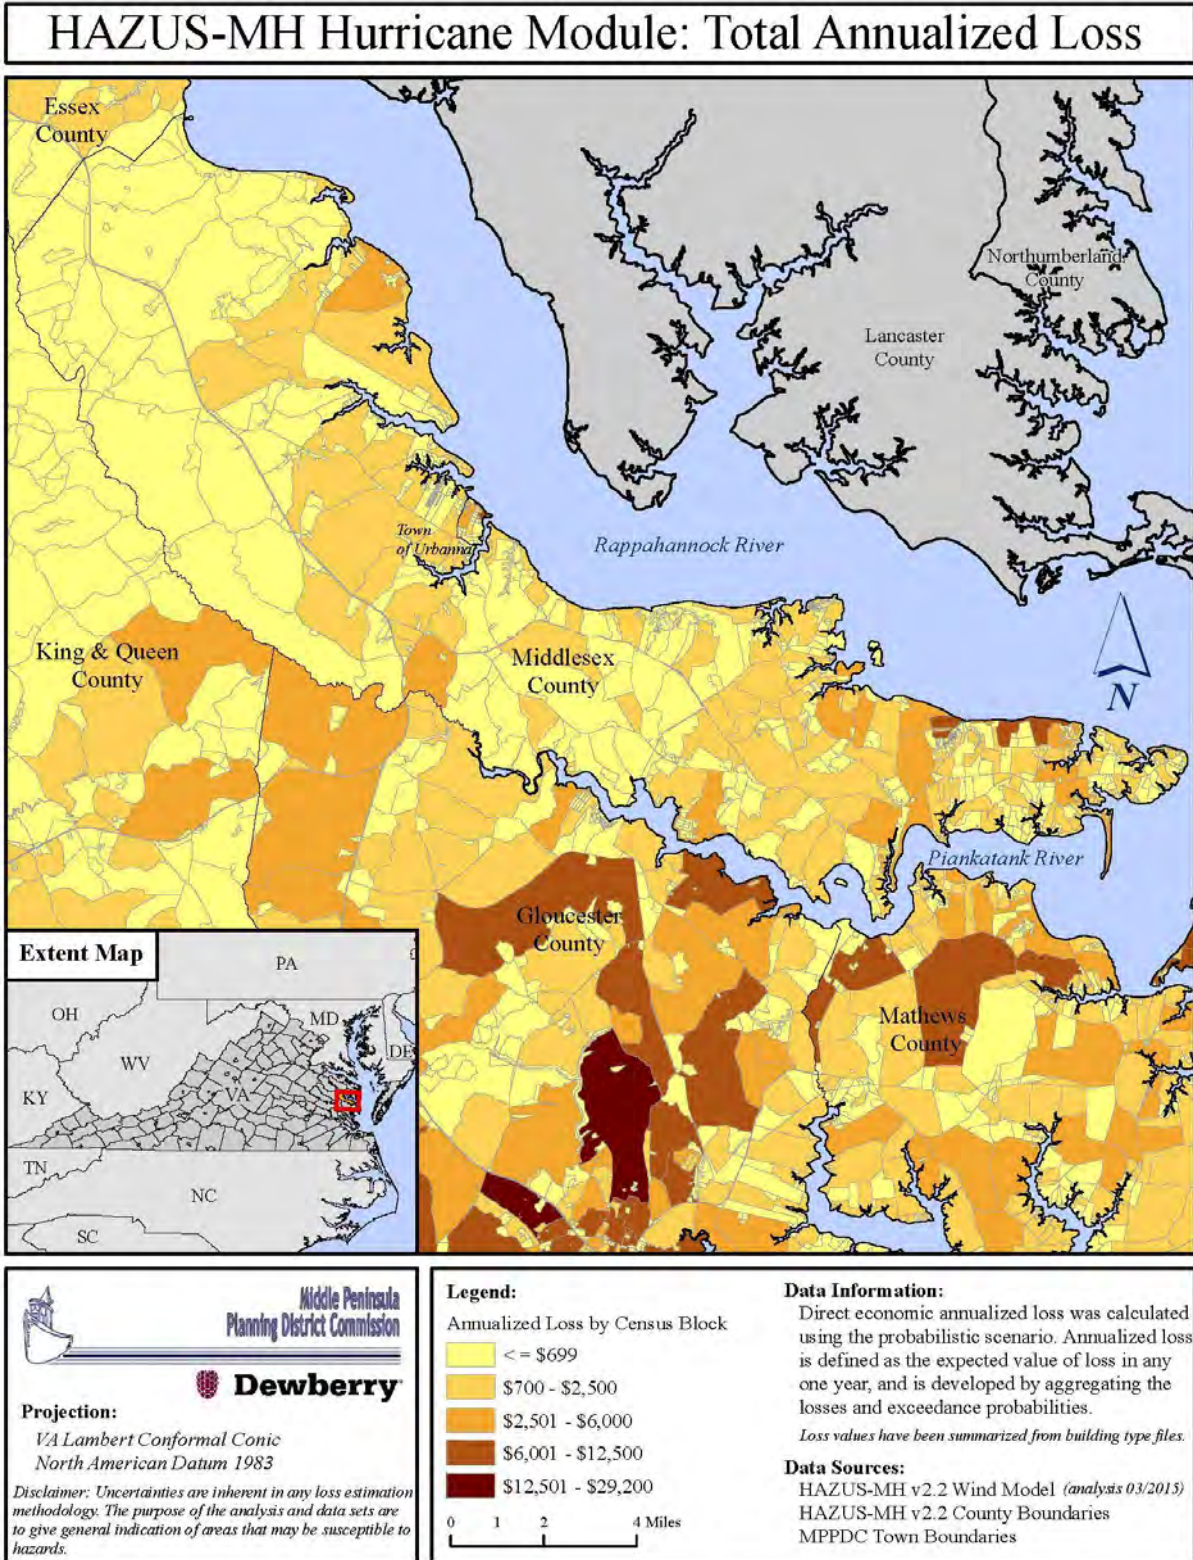 HAZUS-MH Hurricane Module: Total Annualized Loss
Essex
County
Northumberland
County
Lancaster
County
Town
of Urbanna
Rappahannock River
King & Queen
County
Middlesex
County
N
Piankatank River
Gloucester
County
Mathews
County
Extent Map
PA
OH
MD
DE
WV
KY
VA
TN
NC
SC
Middle Peninsula
Planning District Commission
Dewberry
Projection:
VA Lambert Conformal Conic
North American Datum 1983
Disclaimer: Uncertainties are inherent in any loss estimation
methodology. The purpose of the analysis and data sets are
to give general indication of areas that may be susceptible to
hazards.
Legend:
Annualized Loss by Census Block
< = $699
$700 - $2,500
$2,501 - $6,000
$6,001 - $12,500
$12,501 - $29,200
0 1 2 4 Miles
Data Information:
Direct economic annualized loss was calculated
using the probabilistic scenario. Annualized loss
is defined as the expected value of loss in any
one year, and is developed by aggregating the
losses and exceedance probabilities.
Loss values have been summarized from building type files.
Data Sources:
HAZUS-MH v2.2 Wind Model (analysis 03/2015)
HAZUS-MH v2.2 County Boundaries
MPPDC Town Boundaries